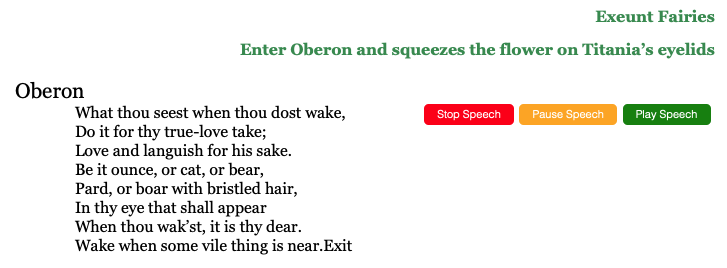 Exeunt Fairies
Enter Oberon and squeezes the flower on Titania’s eyelids
Oberon
Stop Speech Pause Speech Play Speech
What thou seest when thou dost wake,
Do it for thy true-love take;
Love and languish for his sake.
Be it ounce, or cat, or bear,
Pard, or boar with bristled hair,
In thy eye that shall appear
When thou wak’st, it is thy dear.
Wake when some vile thing is near.Exit